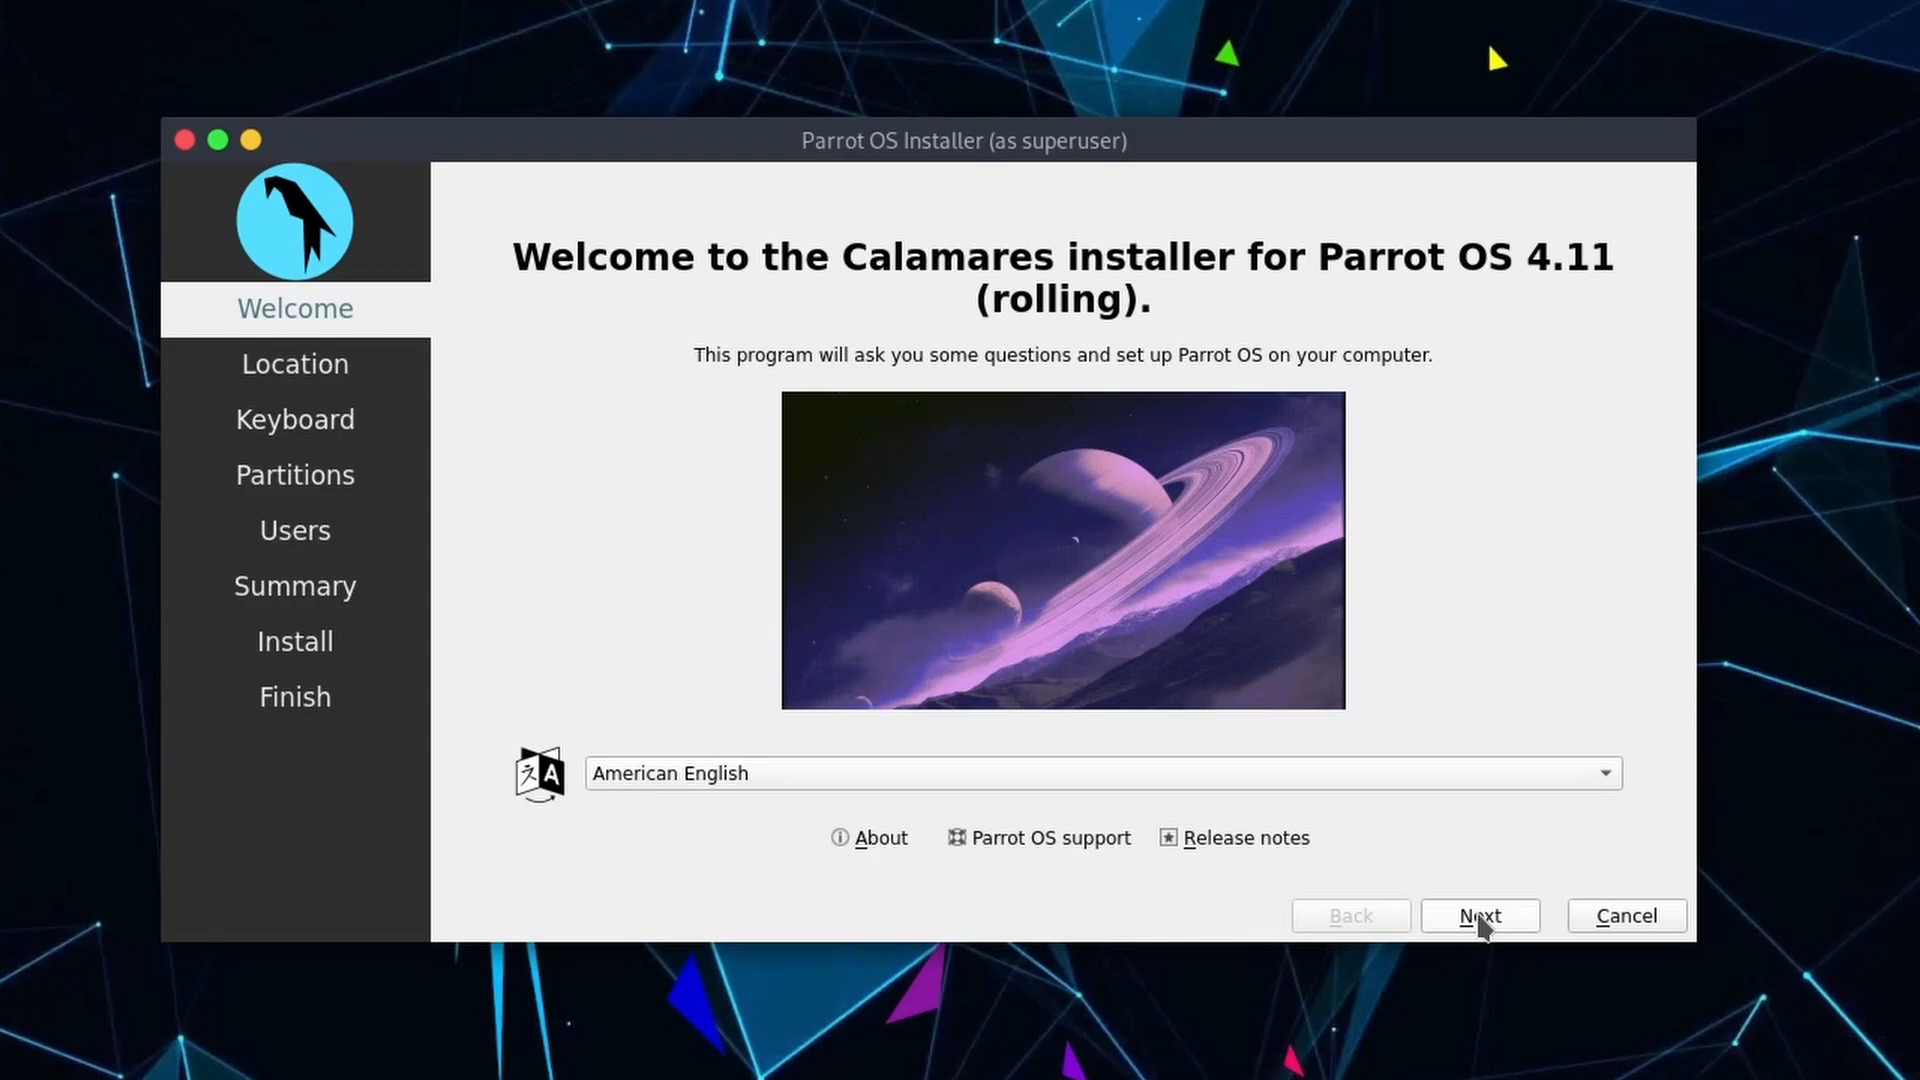 Parrot OS Installer (as superuser)
Welcome
Location
Keyboard
Partitions
Users
Summary
Install
Finish
Welcome to the Calamares installer for Parrot OS 4.11
(rolling).
This program will ask you some questions and set up Parrot OS on your computer.
American English
About Parrot OS support Release notes
Back Next Cancel